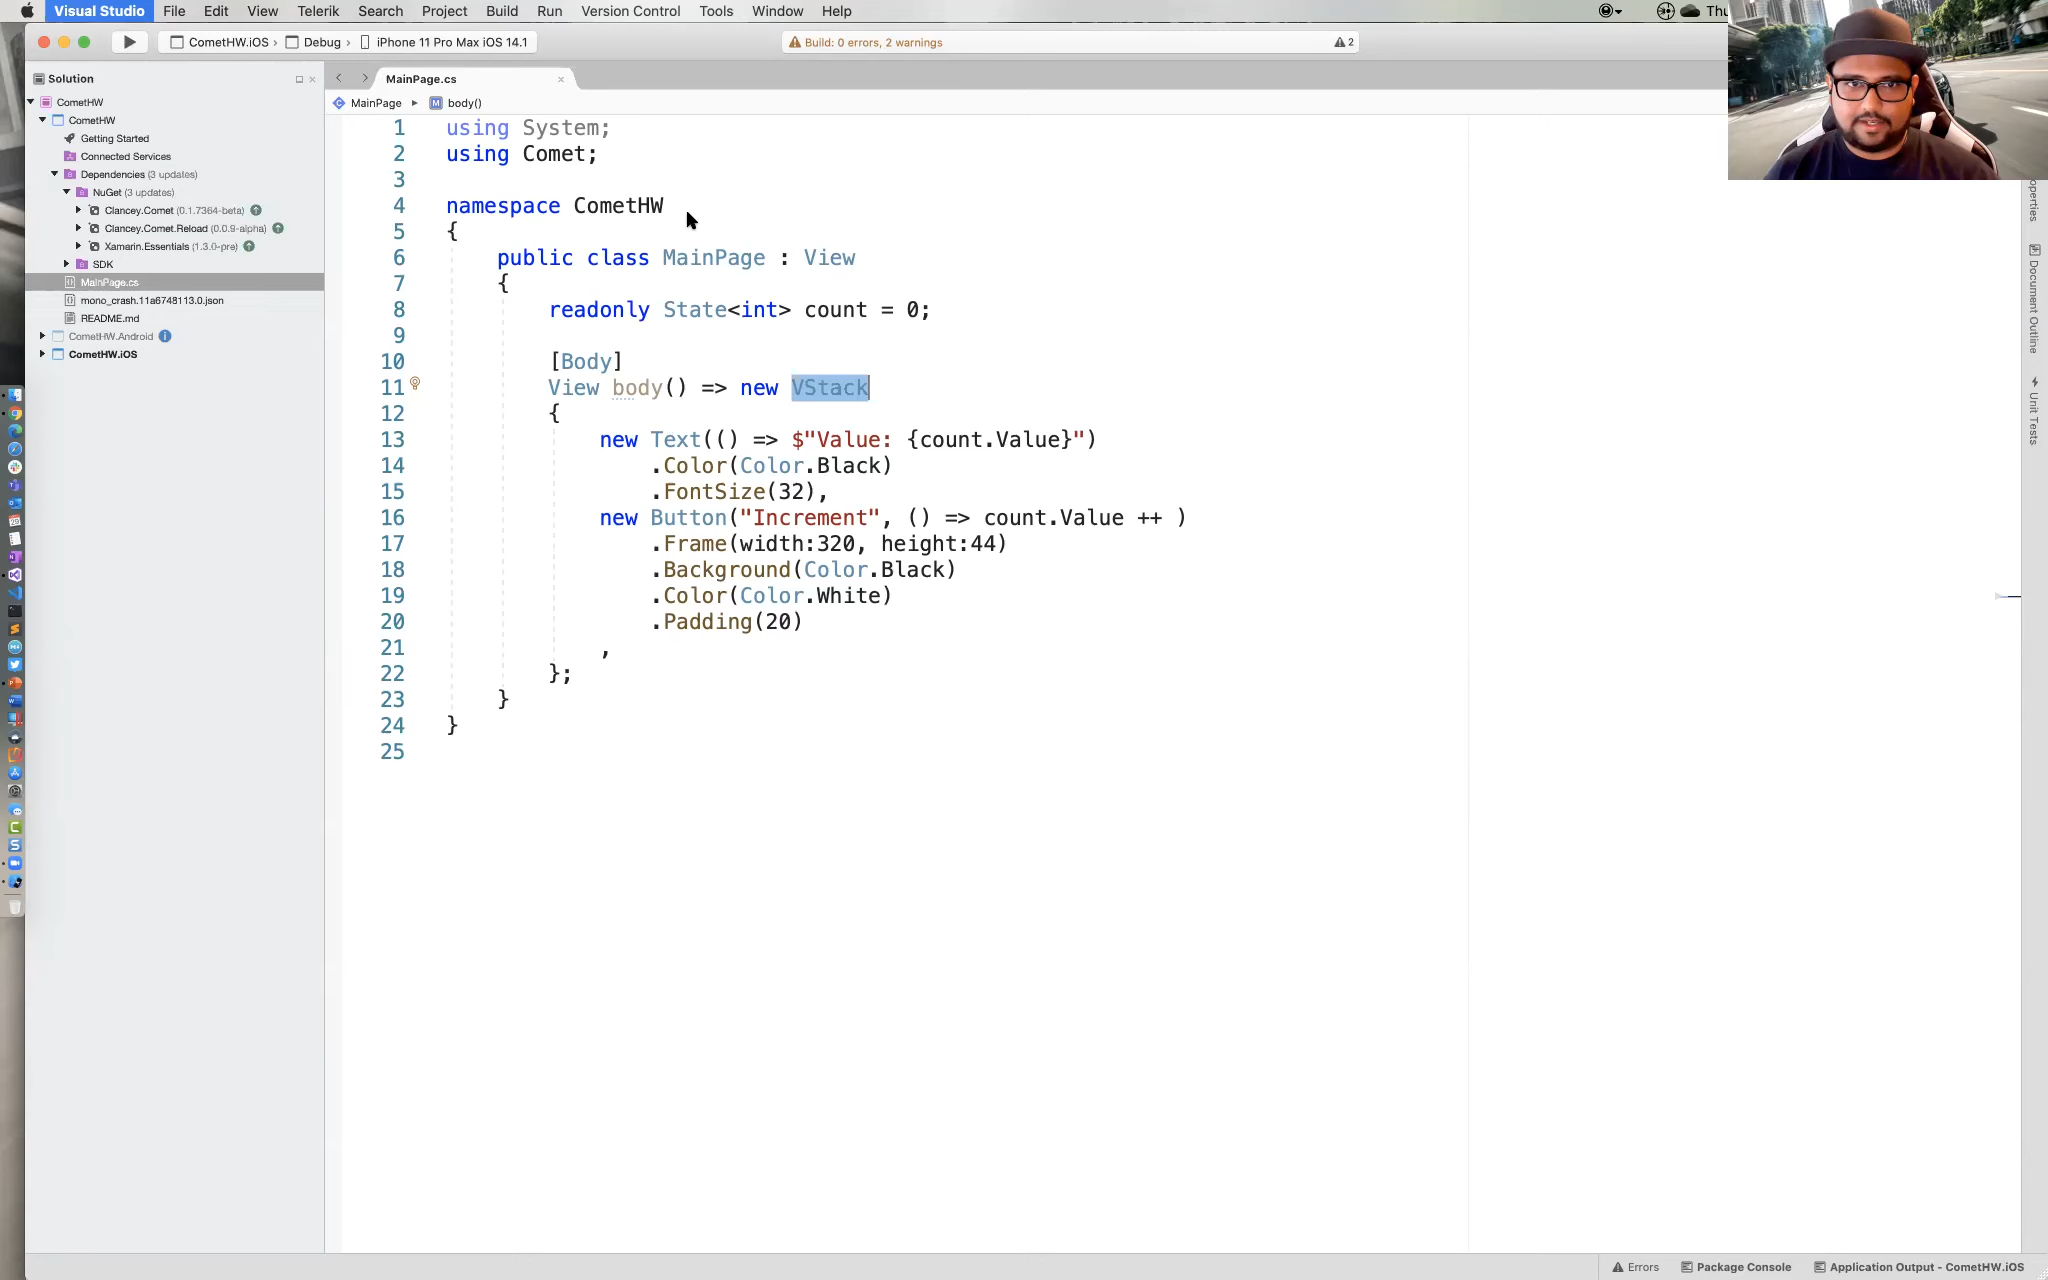 Visual Studio File Edit View Telerik Search Project Build Run Version Control Tools Window Help Thu
CometHW.iOS › Debug › iPhone 11 Pro Max iOS 14.1
Build: 0 errors, 2 warnings 2
Solution
CometHW
CometHW
Getting Started
Connected Services
Dependencies (3 updates)
NuGet (3 updates)
Clancey.Comet (0.1.7364-beta)
Clancey.Comet.Reload (0.0.9-alpha)
Xamarin.Essentials (1.3.0-pre)
SDK
MainPage.cs
mono_crash.11a6748113.0.json
README.md
CometHW.Android
CometHW.iOS
MainPage.cs
MainPage ▸ body()
1 using System;
2 using Comet;
3
4 namespace CometHW
5 {
6 public class MainPage : View
7 {
8 readonly State<int> count = 0;
9
10 [Body]
11 View body() => new VStack
12 {
13 new Text(() => $"Value: {count.Value}")
14 .Color(Color.Black)
15 .FontSize(32),
16 new Button("Increment", () => count.Value ++ )
17 .Frame(width:320, height:44)
18 .Background(Color.Black)
19 .Color(Color.White)
20 .Padding(20)
21 ,
22 };
23 }
24 }
25
Document Outline
Unit Tests
Errors Package Console Application Output - CometHW.iOS